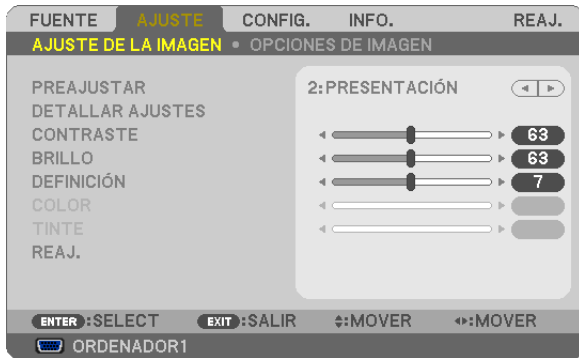 FUENTE AJUSTE CONFIG. INFO. REAJ.
AJUSTE DE LA IMAGEN • OPCIONES DE IMAGEN
PREAJUSTAR 2:PRESENTACIÓN
DETALLAR AJUSTES
CONTRASTE 63
BRILLO 63
DEFINICIÓN 7
COLOR
TINTE
REAJ.
ENTER:SELECT EXIT:SALIR :MOVER :MOVER
ORDENADOR1